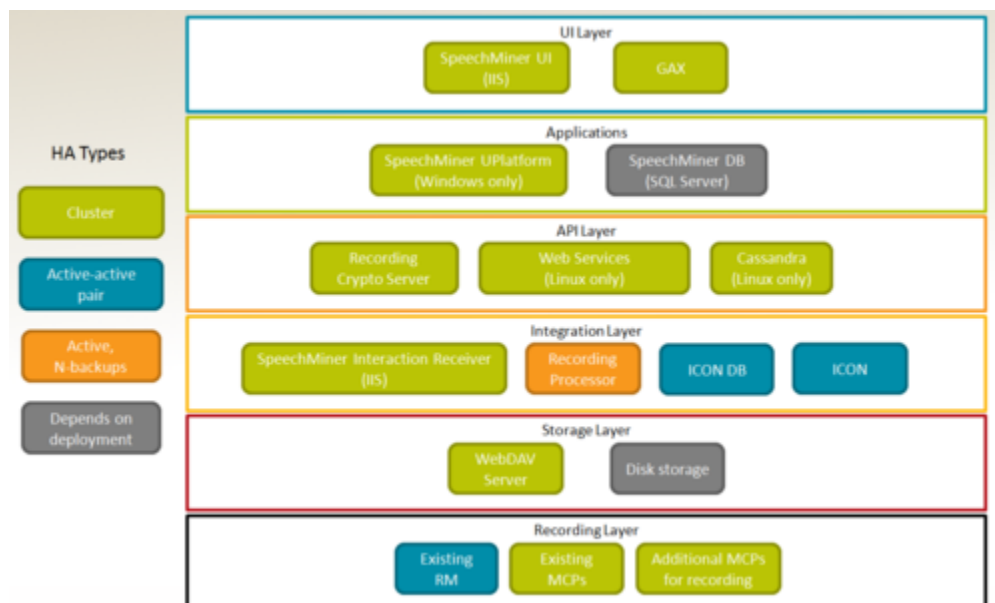 HA Types
Cluster
Active-active
pair
Active,
N-backups
Depends on
deployment
UI Layer
SpeechMiner UI
(IIS)
GAX
Applications
SpeechMiner UPlatform
(Windows only)
SpeechMiner DB
(SQL Server)
API Layer
Recording
Crypto Server
Web Services
(Linux only)
Cassandra
(Linux only)
Integration Layer
SpeechMiner Interaction Receiver
(IIS)
Recording
Processor
ICON DB
ICON
Storage Layer
WebDAV
Server
Disk storage
Recording Layer
Existing
RM
Existing
MCPs
Additional MCPs
for recording